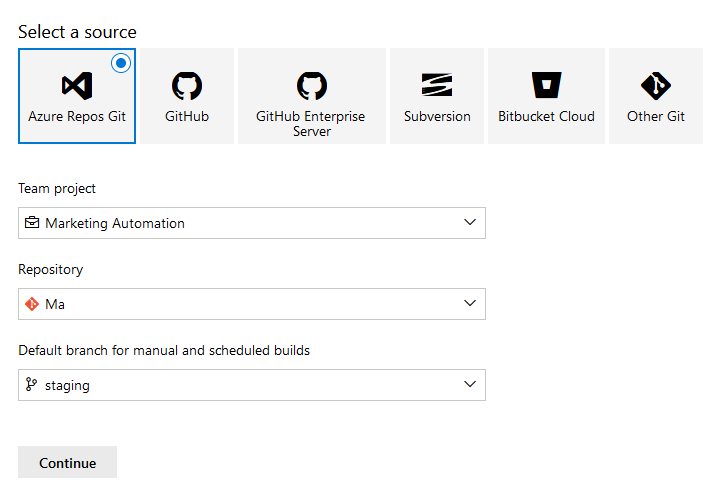 Select a source
Azure Repos Git
GitHub
GitHub Enterprise
Server
Subversion
Bitbucket Cloud
Other Git
Team project
Marketing Automation
Repository
Ma
Default branch for manual and scheduled builds
staging
Continue